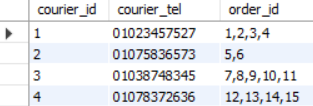 courier_id courier_tel order_id
1 01023457527 1,2,3,4
2 01075836573 5,6
3 01038748345 7,8,9,10,11
4 01078372636 12,13,14,15